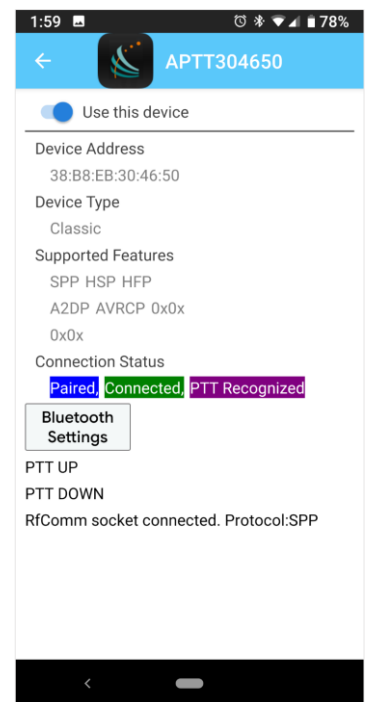 1:59 78%
APTT304650
Use this device
Device Address
38:B8:EB:30:46:50
Device Type
Classic
Supported Features
SPP HSP HFP
A2DP AVRCP 0x0x
0x0x
Connection Status
Paired, Connected, PTT Recognized
Bluetooth
Settings
PTT UP
PTT DOWN
RfComm socket connected. Protocol:SPP